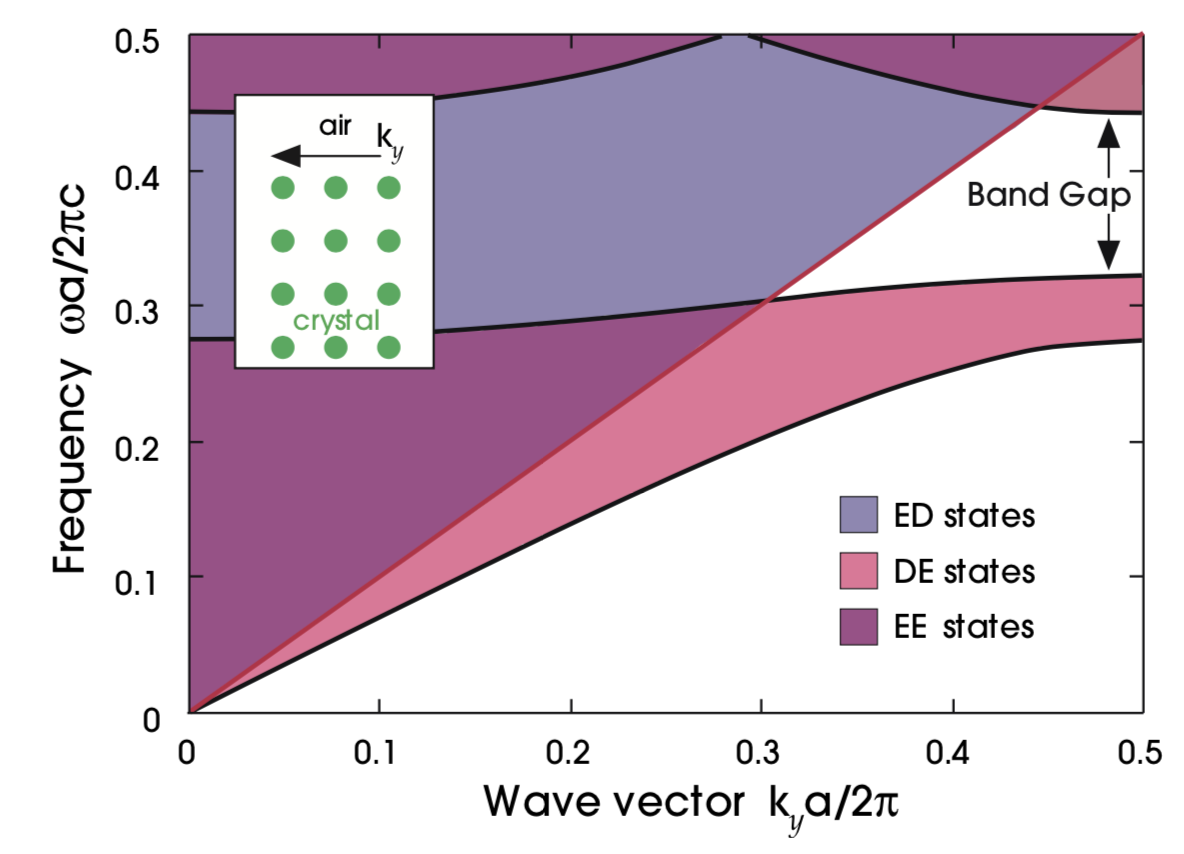 0.5
0.4
0.3
0.2
0.1
0
0
0.1
0.2
0.3
0.4
0.5
Frequency ωa/2πc
Wave vector k_y a/2π
air
k_y
crystal
Band Gap
ED states
DE states
EE states